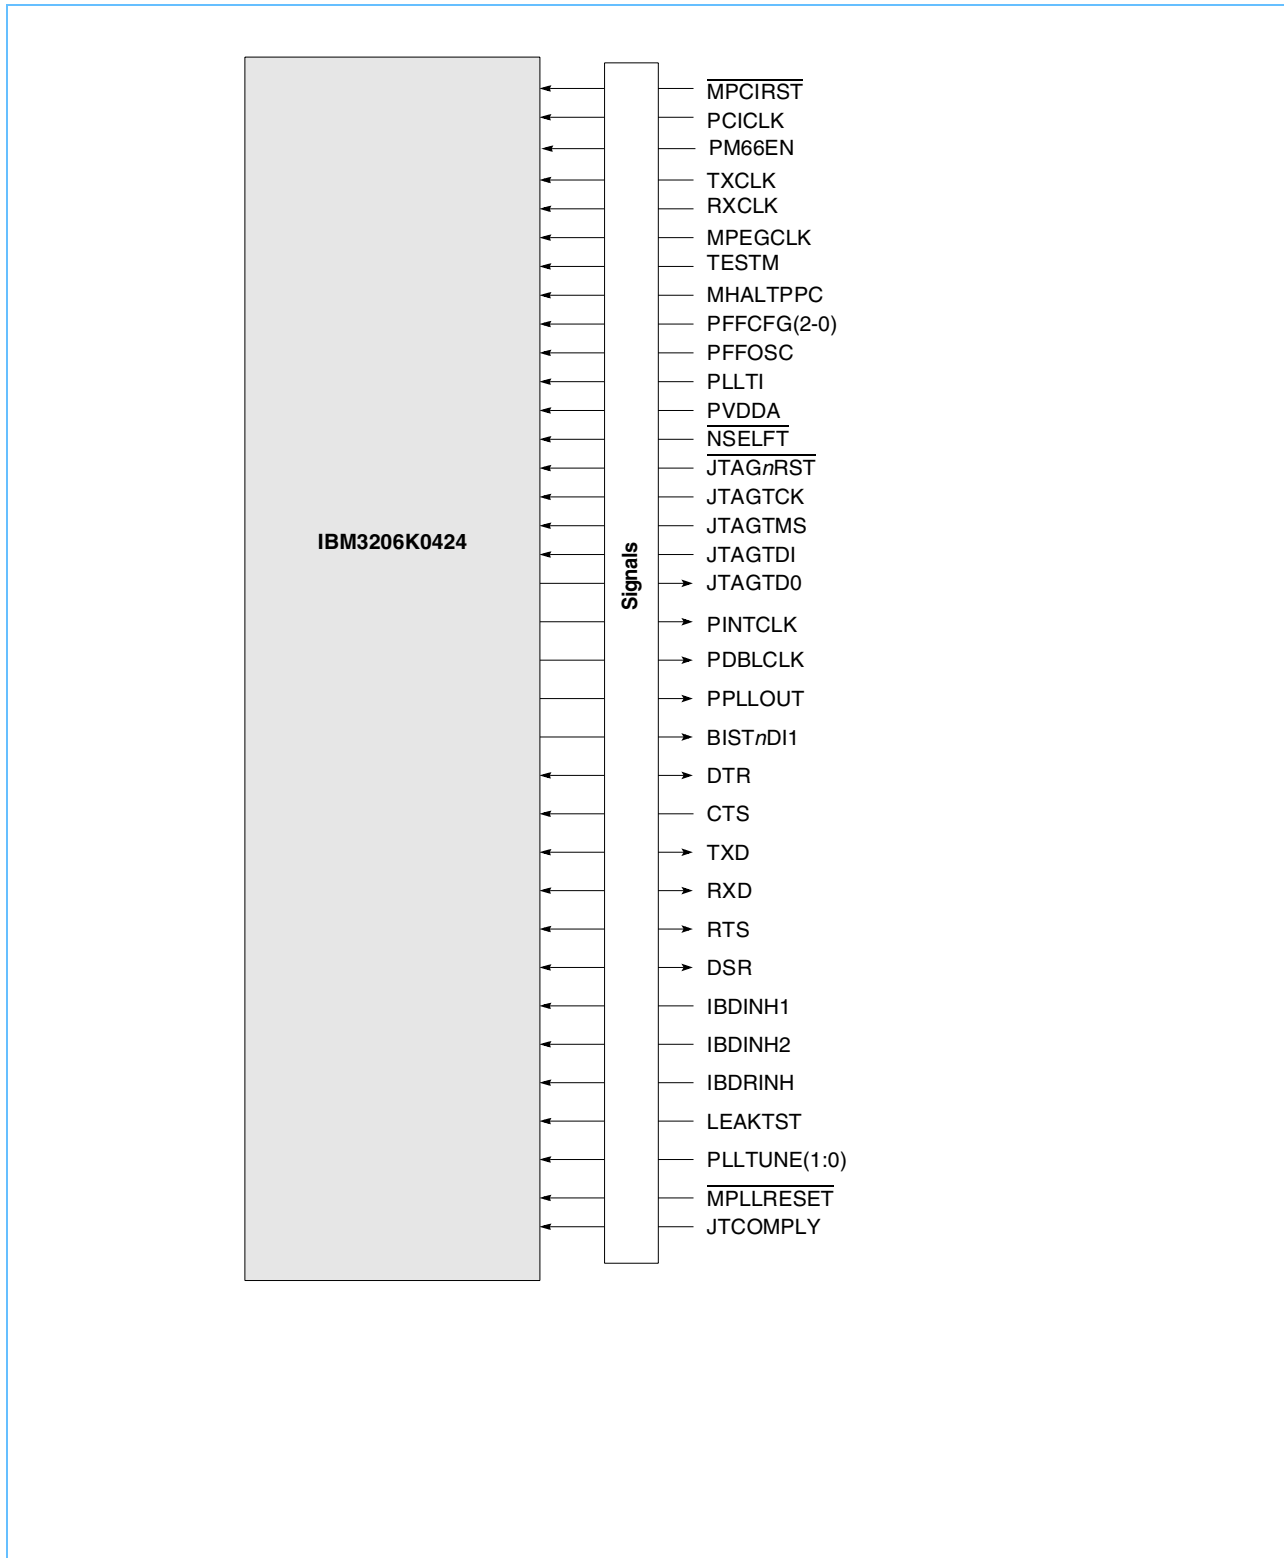 MPCIRST
PCICLK
PM66EN
TXCLK
RXCLK
MPEGCLK
TESTM
MHALTPPC
PFFCFG(2-0)
PFFOSC
PLLTI
PVDDA
NSELFT
JTAGnRST
JTAGTCK
JTAGTMS
IBM3206K0424
JTAGTDI
Signals
JTAGTD0
PINTCLK
PDBLCLK
PPLLOUT
BISTnDI1
DTR
CTS
TXD
RXD
RTS
DSR
IBDINH1
IBDINH2
IBDRINH
LEAKTST
PLLTUNE(1:0)
MPLLRESET
JTCOMPLY